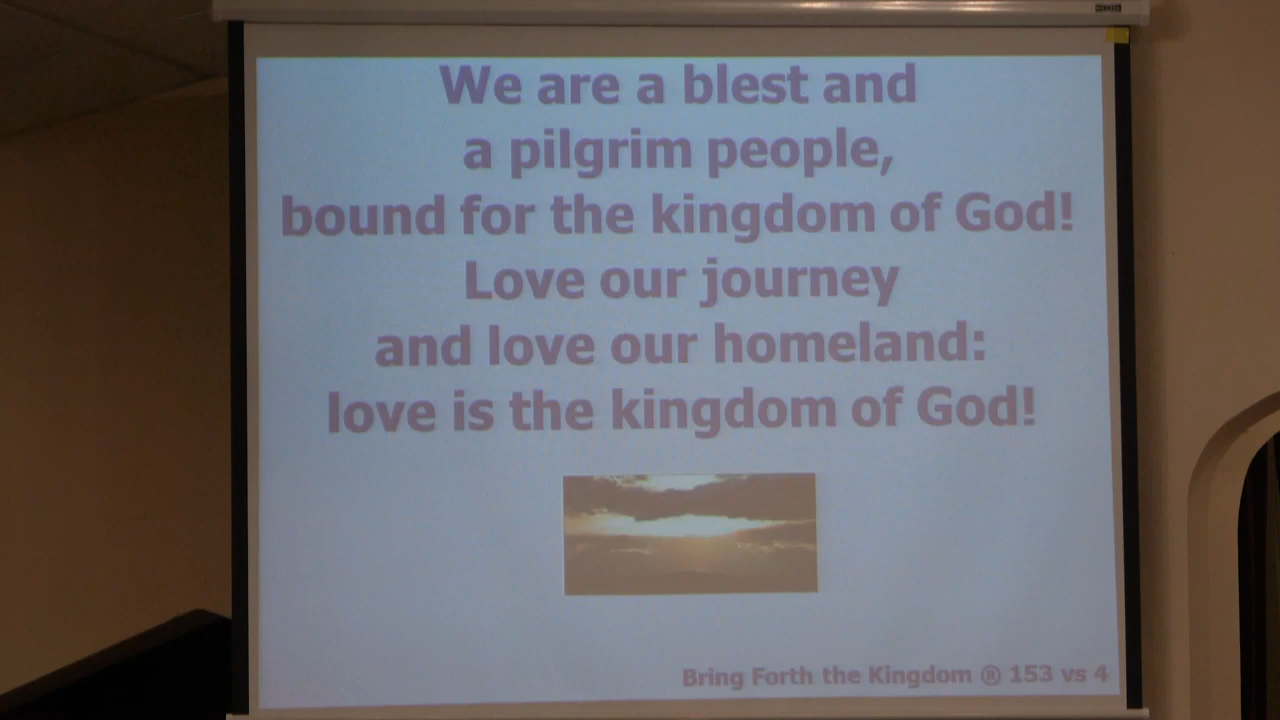 We are a blest and
a pilgrim people,
bound for the kingdom of God!
Love our journey
and love our homeland:
love is the kingdom of God!
Bring Forth the Kingdom ® 153 vs 4